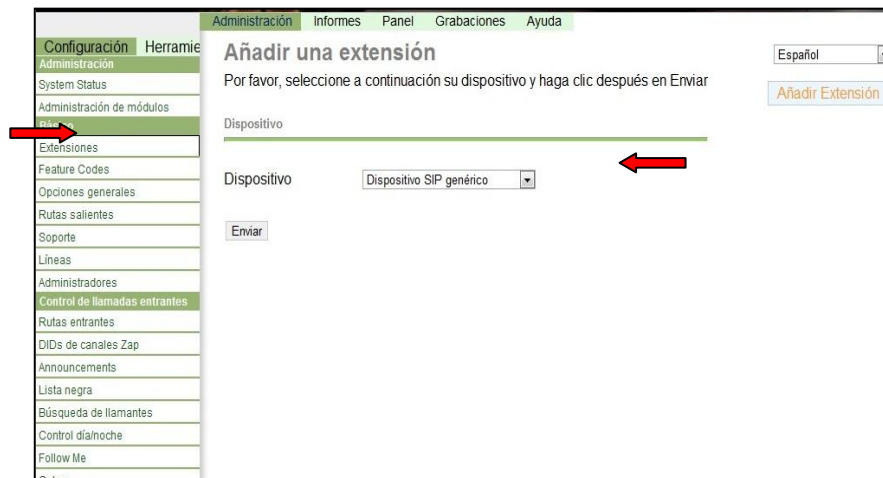 Administración Informes Panel Grabaciones Ayuda
Configuración Herramie
Administración
System Status
Administración de módulos
Extensiones
Feature Codes
Opciones generales
Rutas salientes
Soporte
Líneas
Administradores
Control de llamadas entrantes
Rutas entrantes
DIDs de canales Zap
Announcements
Lista negra
Búsqueda de llamantes
Control día/noche
Follow Me
Añadir una extensión
Por favor, seleccione a continuación su dispositivo y haga clic después en Enviar
Dispositivo
Dispositivo Dispositivo SIP genérico
Enviar
Español
Añadir Extensión